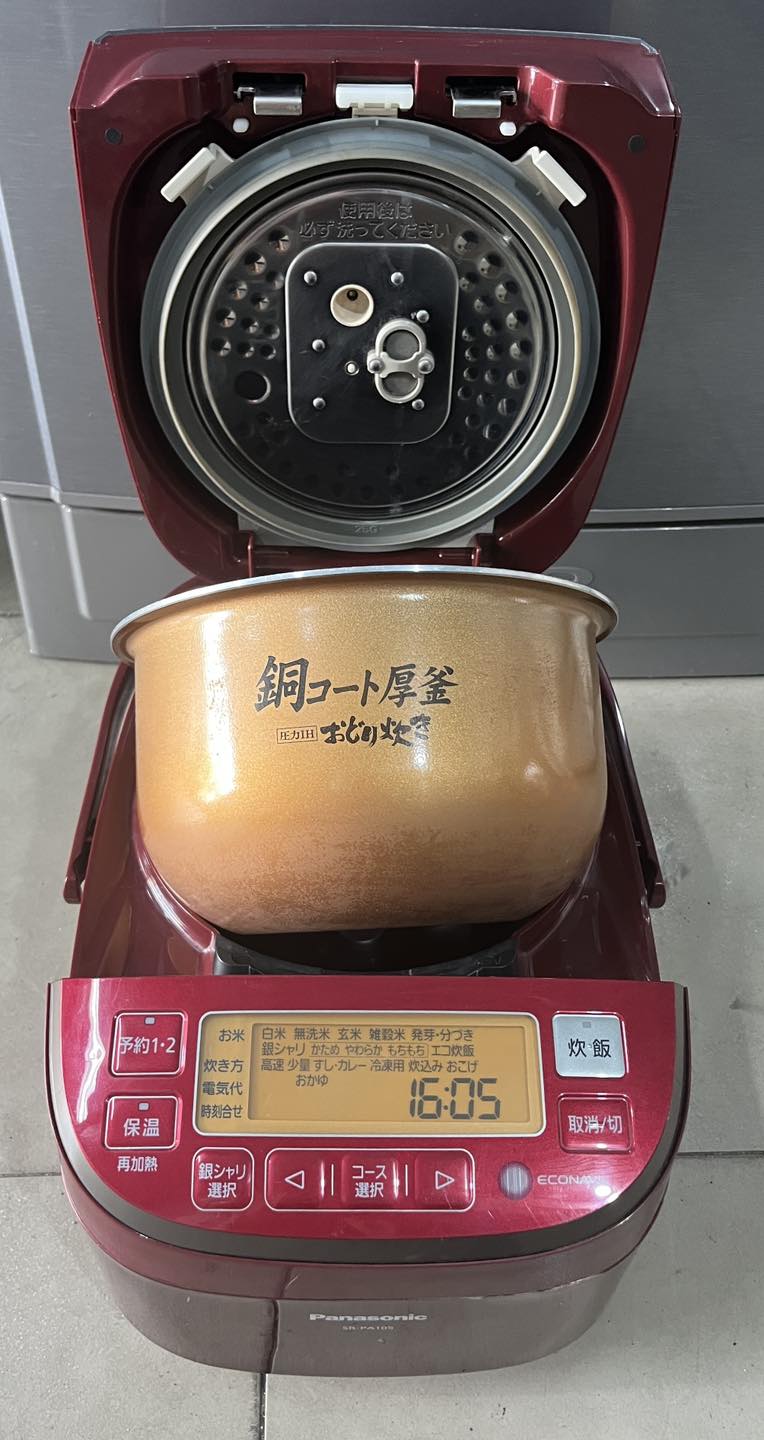 使用後は
必ず洗ってください
銅コート厚釜
圧力IH おどり炊き
予約1・2
お米 白米 無洗米 玄米 雑穀米 発芽・分づき
銀シャリ かため やわらか もちもち エコ炊飯
炊き方 高速 少量 すし・カレー 冷凍用 炊込み おこげ
おかゆ
電気代
時刻合せ
16:05
炊飯
保温
再加熱
取消/切
銀シャリ
選択
◁ コース
選択 ▷
ECONAVI
Panasonic